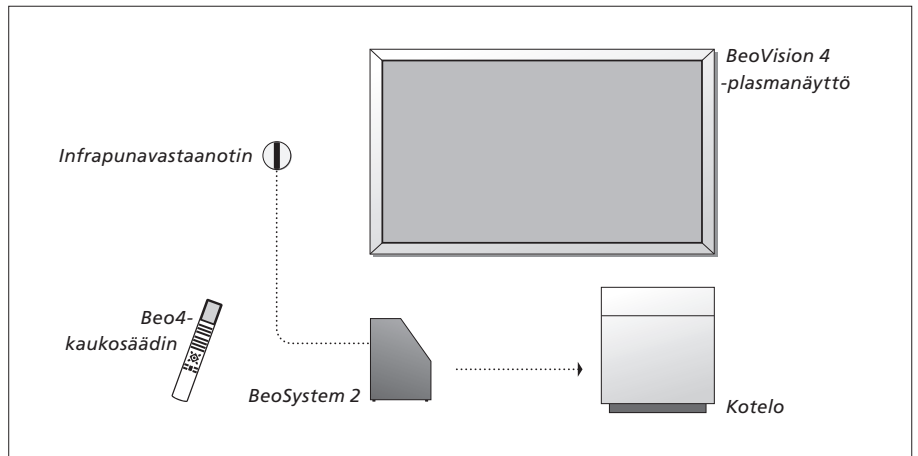 BeoVision 4
-plasmanäyttö
Infrapunavastaanotin
Beo4-
kaukosäädin
BeoSystem 2
Kotelo